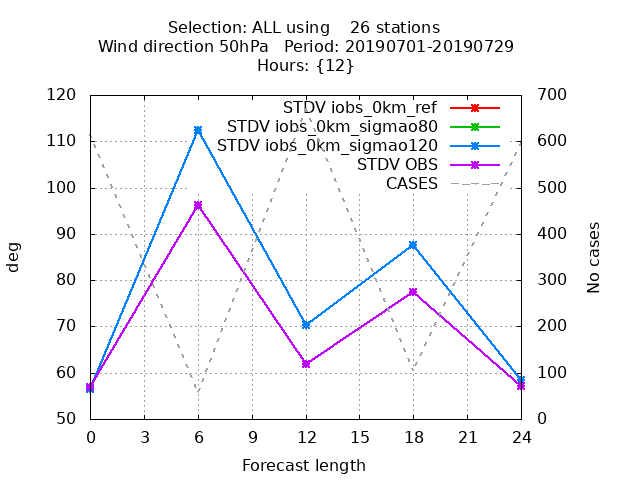 Selection: ALL using    26 stations
Wind direction 50hPa   Period: 20190701-20190729
Hours: {12}
120
110
100
90
80
70
60
50
deg
700
600
500
400
300
200
100
0
No cases
STDV iobs_0km_ref
STDV iobs_0km_sigmao80
STDV iobs_0km_sigmao120
STDV OBS
CASES
0 3 6 9 12 15 18 21 24
Forecast length